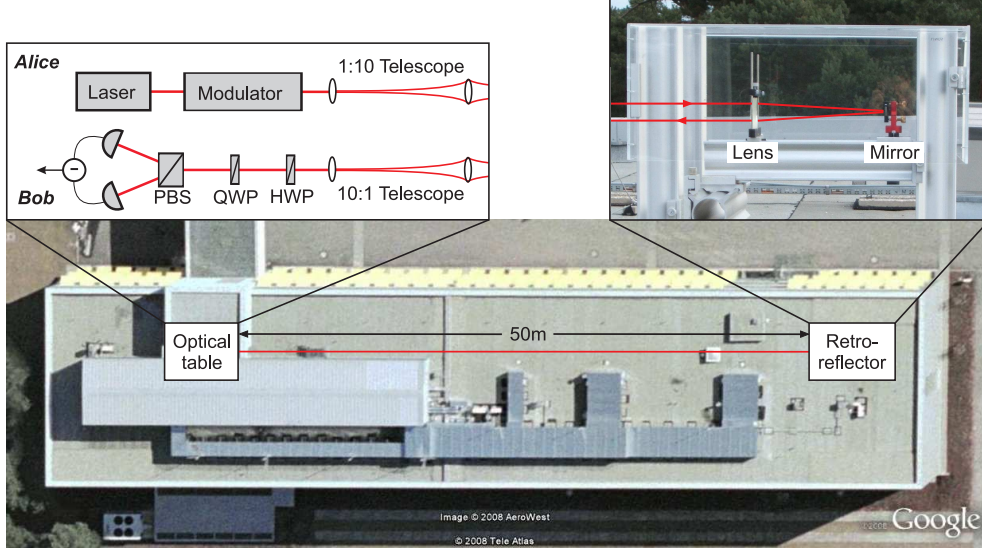 Alice
Laser
Modulator
1:10 Telescope
Bob
−
PBS
QWP
HWP
10:1 Telescope
Lens
Mirror
Optical
table
50m
Retro-
reflector
Image © 2008 AeroWest
© 2008 Tele Atlas
©2008 Google